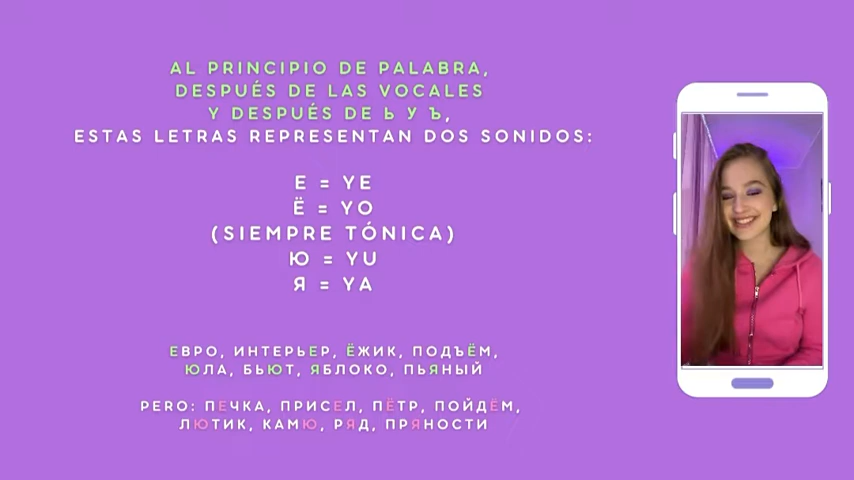 AL PRINCIPIO DE PALABRA,
DESPUÉS DE LAS VOCALES
Y DESPUÉS DE Ь У Ъ,
ESTAS LETRAS REPRESENTAN DOS SONIDOS:
Е = YE
Ё = YO
(SIEMPRE TÓNICA)
Ю = YU
Я = YA
ЕВРО, ИНТЕРЬЕР, ЁЖИК, ПОДЪЁМ,
ЮЛА, БЬЮТ, ЯБЛОКО, ПЬЯНЫЙ
PERO: ПЕЧКА, ПРИСЕЛ, ПЁТР, ПОЙДЁМ,
ЛЮТИК, КАМЮ, РЯД, ПРЯНОСТИ